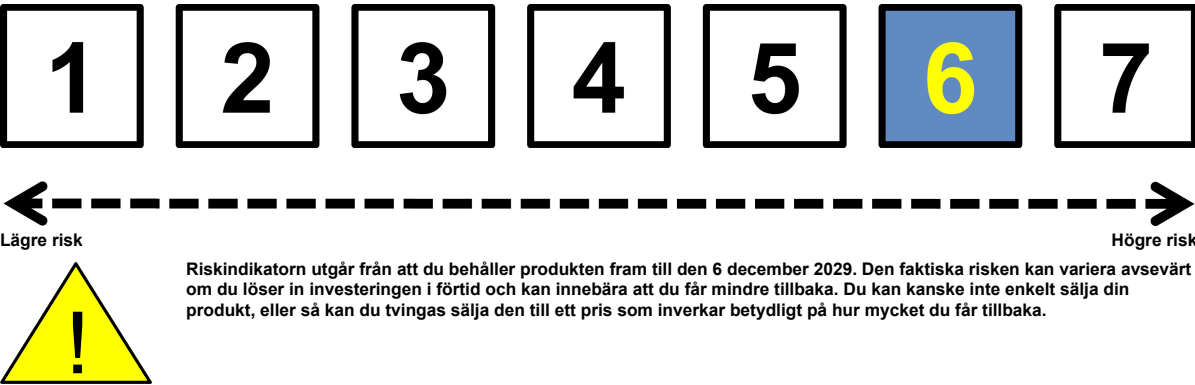 1 2 3 4 5 6 7
Lägre risk Högre risk
Riskindikatorn utgår från att du behåller produkten fram till den 6 december 2029. Den faktiska risken kan variera avsevärt
om du löser in investeringen i förtid och kan innebära att du får mindre tillbaka. Du kan kanske inte enkelt sälja din
produkt, eller så kan du tvingas sälja den till ett pris som inverkar betydligt på hur mycket du får tillbaka.
!